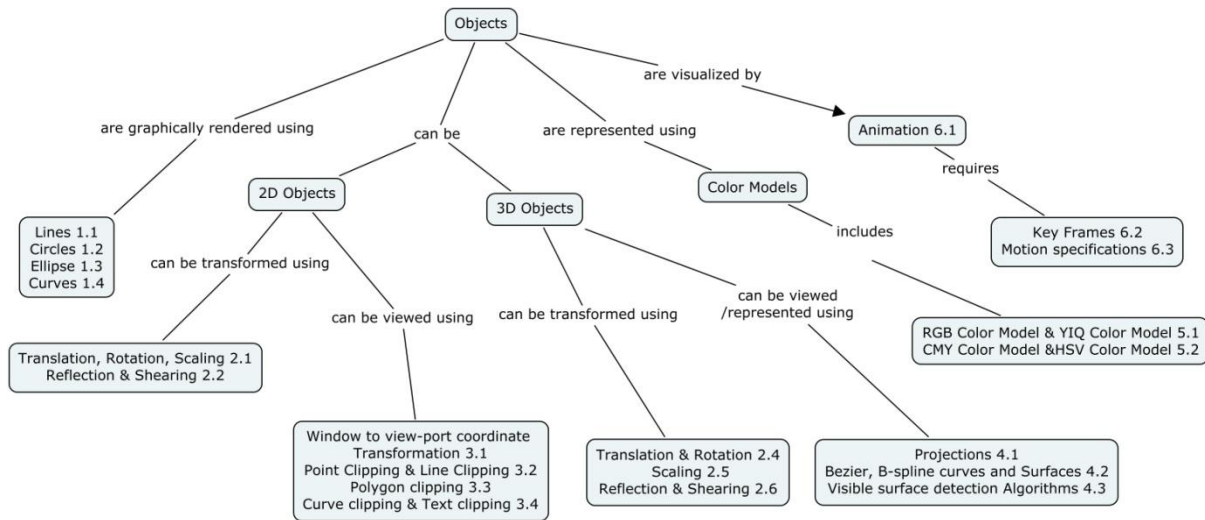 Objects
are visualized by
are graphically rendered using
can be
are represented using
Animation 6.1
requires
2D Objects
3D Objects
Color Models
Lines 1.1
Circles 1.2
Ellipse 1.3
Curves 1.4
includes
Key Frames 6.2
Motion specifications 6.3
can be transformed using
can be viewed using
can be transformed using
can be viewed
/represented using
RGB Color Model & YIQ Color Model 5.1
CMY Color Model &HSV Color Model 5.2
Translation, Rotation, Scaling 2.1
Reflection & Shearing 2.2
Window to view-port coordinate
Transformation 3.1
Point Clipping & Line Clipping 3.2
Polygon clipping 3.3
Curve clipping & Text clipping 3.4
Translation & Rotation 2.4
Scaling 2.5
Reflection & Shearing 2.6
Projections 4.1
Bezier, B-spline curves and Surfaces 4.2
Visible surface detection Algorithms 4.3